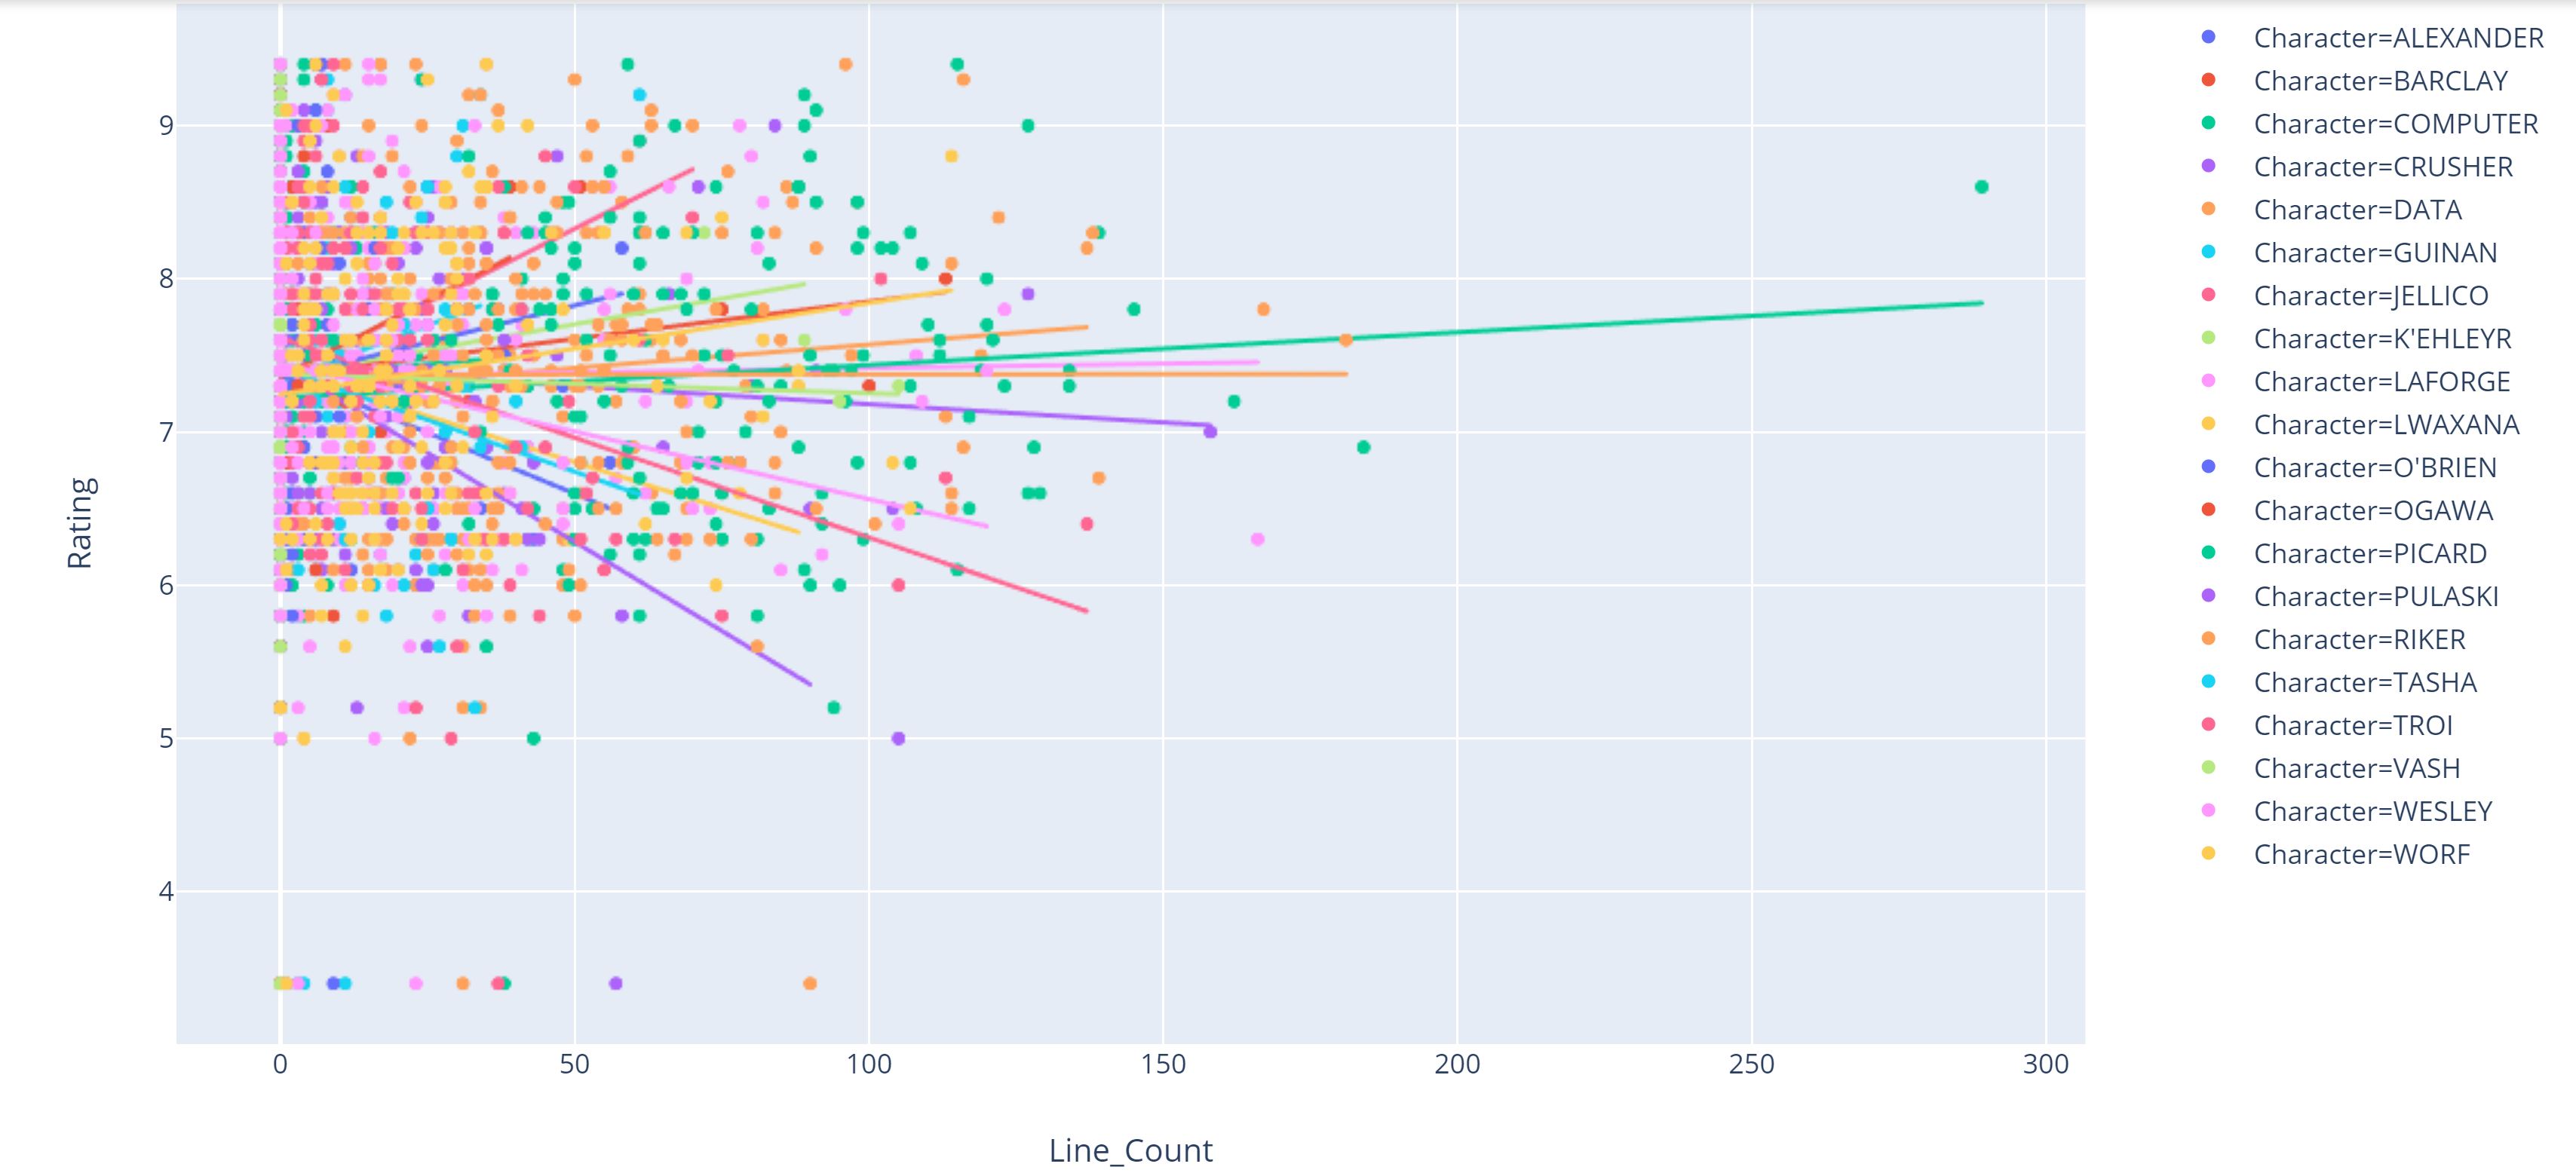 Rating
9
8
7
6
5
4
0
50
100
150
200
250
300
Line_Count
Character=ALEXANDER
Character=BARCLAY
Character=COMPUTER
Character=CRUSHER
Character=DATA
Character=GUINAN
Character=JELLICO
Character=K'EHLEYR
Character=LAFORGE
Character=LWAXANA
Character=O'BRIEN
Character=OGAWA
Character=PICARD
Character=PULASKI
Character=RIKER
Character=TASHA
Character=TROI
Character=VASH
Character=WESLEY
Character=WORF